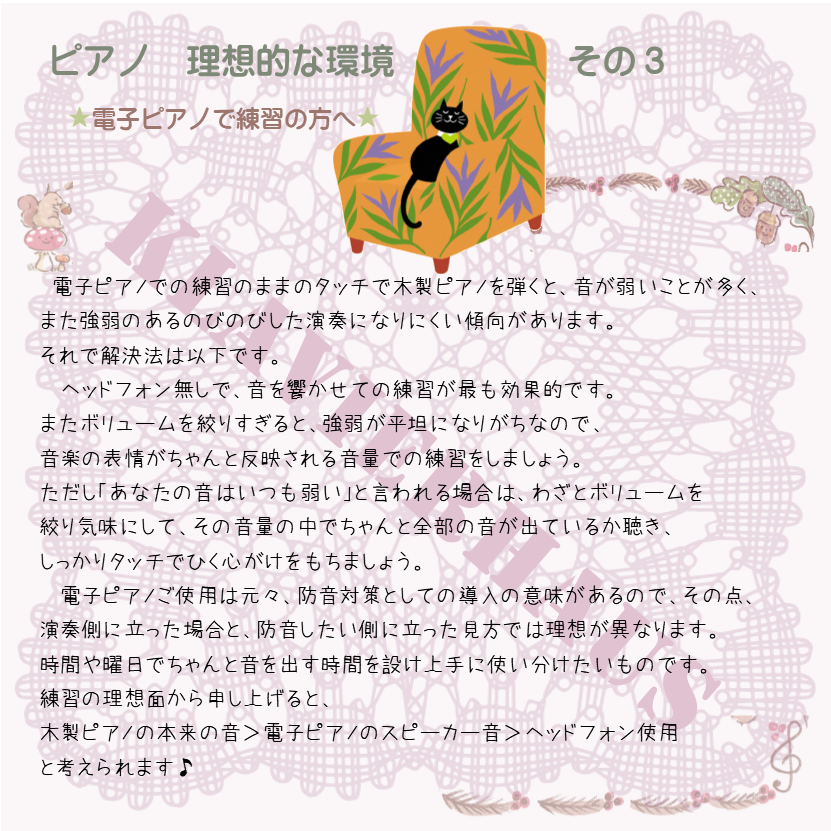 ピアノ　理想的な環境　その３
★電子ピアノで練習の方へ★
KLAVIERHAUS
電子ピアノでの練習のままのタッチで木製ピアノを弾くと、音が弱いことが多く、
また強弱のあるのびのびした演奏になりにくい傾向があります。
それで解決法は以下です。
ヘッドフォン無しで、音を響かせての練習が最も効果的です。
またボリュームを絞りすぎると、強弱が平坦になりがちなので、
音楽の表情がちゃんと反映される音量での練習をしましょう。
ただし「あなたの音はいつも弱い」と言われる場合は、わざとボリュームを
絞り気味にして、その音量の中でちゃんと全部の音が出ているか聴き、
しっかりタッチでひく心がけをもちましょう。
電子ピアノご使用は元々、防音対策としての導入の意味があるので、その点、
演奏側に立った場合と、防音したい側に立った見方では理想が異なります。
時間や曜日でちゃんと音を出す時間を設け上手に使い分けたいものです。
練習の理想面から申し上げると、
木製ピアノの本来の音＞電子ピアノのスピーカー音＞ヘッドフォン使用
と考えられます♪